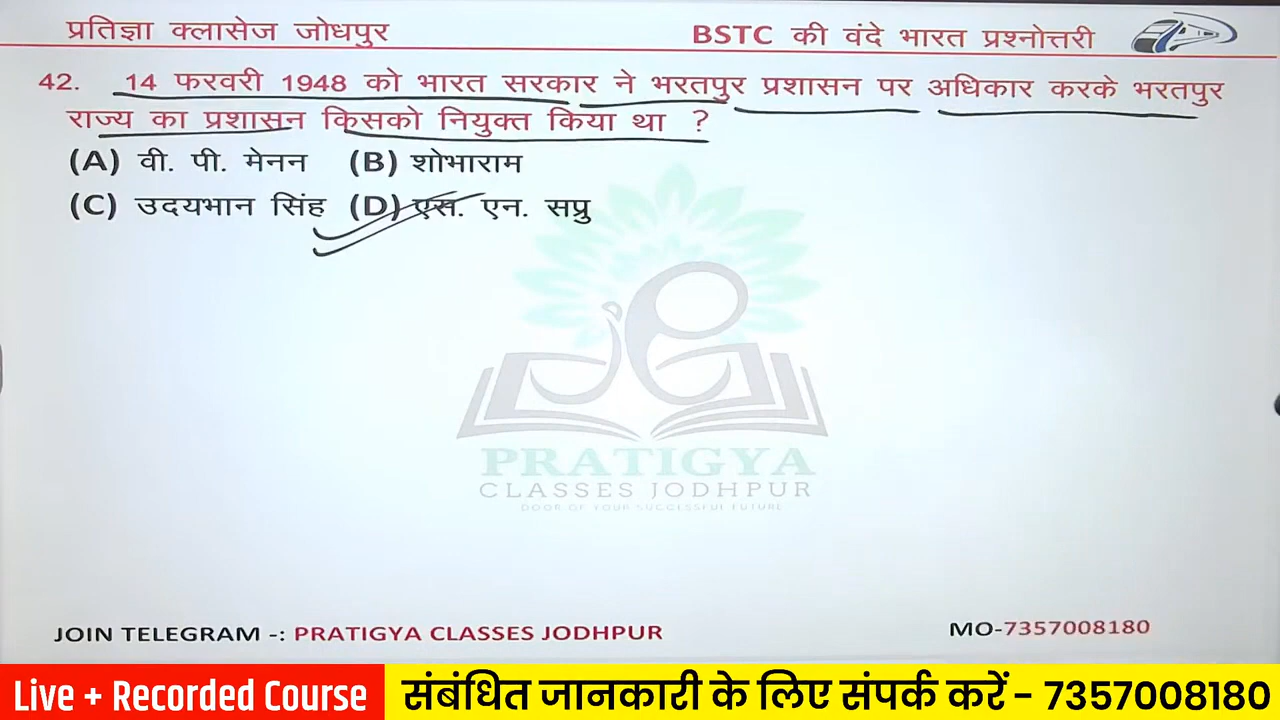 प्रतिज्ञा क्लासेज जोधपुर
BSTC की वंदे भारत प्रश्नोत्तरी
42. 14 फरवरी 1948 को भारत सरकार ने भरतपुर प्रशासन पर अधिकार करके भरतपुर
राज्य का प्रशासन किसको नियुक्त किया था ?
(A) वी. पी. मेनन (B) शोभाराम
(C) उदयभान सिंह (D) एस. एन. सप्रु
PRATIGYA
CLASSES JODHPUR
DOOR OF YOUR SUCCESSFUL FUTURE
JOIN TELEGRAM -: PRATIGYA CLASSES JODHPUR
MO-7357008180
Live + Recorded Course
संबंधित जानकारी के लिए संपर्क करें - 7357008180